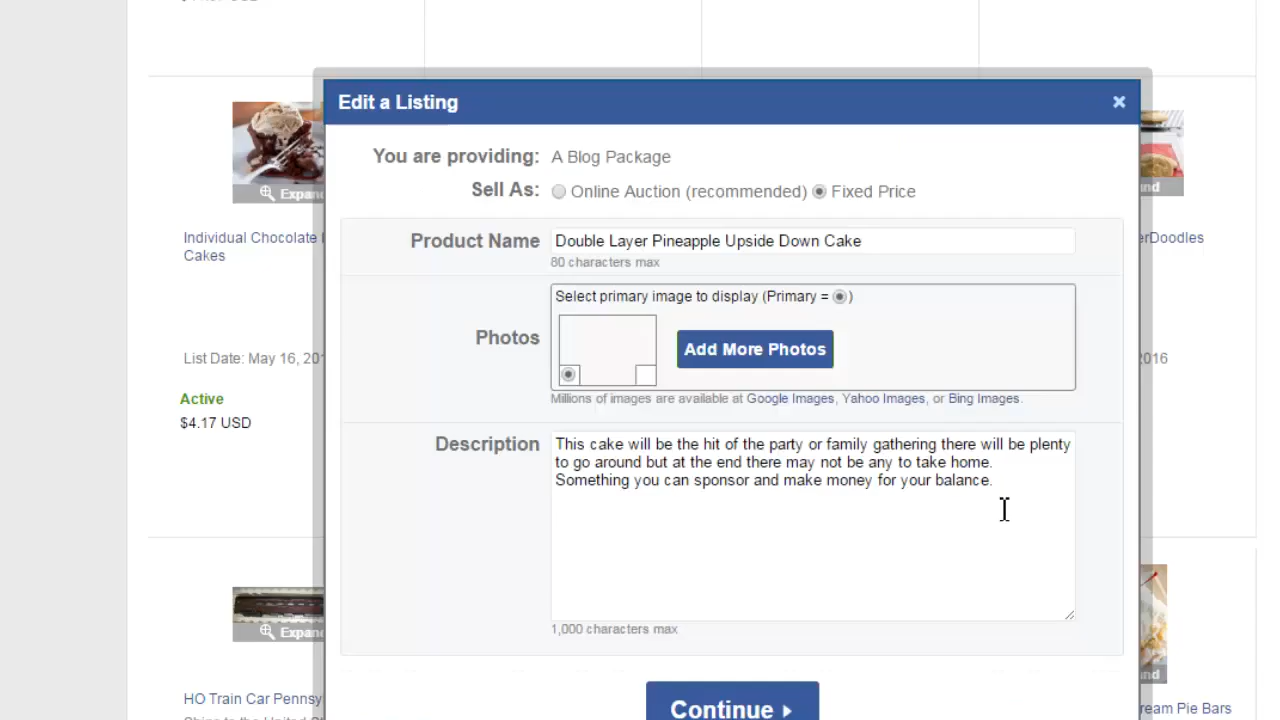 Edit a Listing
×
You are providing: A Blog Package
Sell As: Online Auction (recommended) Fixed Price
Product Name Double Layer Pineapple Upside Down Cake
80 characters max
Select primary image to display (Primary = )
Photos
Add More Photos
Millions of images are available at Google Images, Yahoo Images, or Bing Images.
Description
This cake will be the hit of the party or family gathering there will be plenty
to go around but at the end there may not be any to take home.
Something you can sponsor and make money for your balance.
1,000 characters max
Continue
Expand
Individual Chocolate
Cakes
List Date: May 16, 20
Active
$4.17 USD
Expand
HO Train Car Pennsy
erDoodles
2016
ream Pie Bars